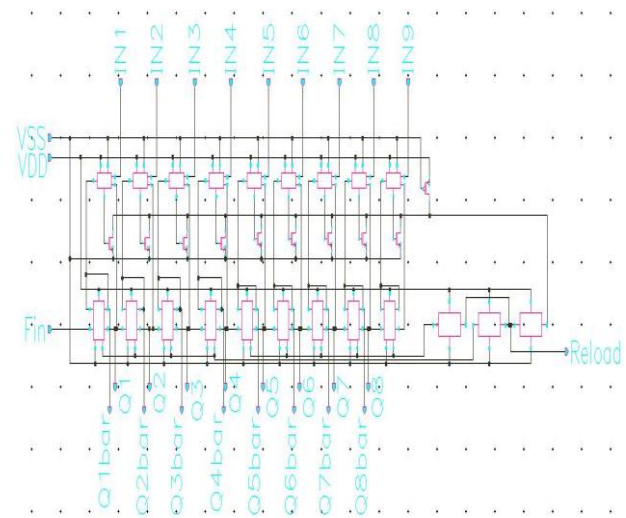 IN1
IN2
IN3
IN4
IN5
IN6
IN7
IN8
IN9
VSS
VDD
Fin
Reload
Q1
Q2
Q3
Q4
Q5
Q6
Q7
Q8
Q1bar
Q2bar
Q3bar
Q4bar
Q5bar
Q6bar
Q7bar
Q8bar